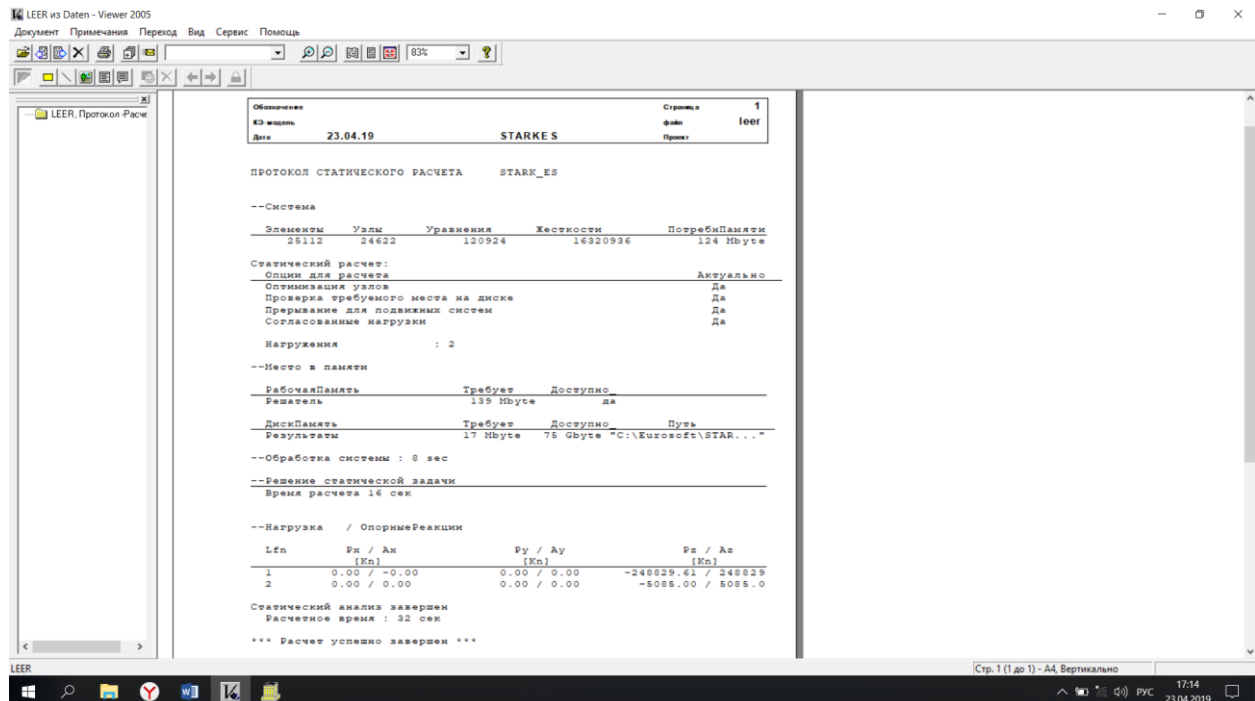 LEER из Daten - Viewer 2005
Документ Примечания Переход Вид Сервис Помощь
83%
LEER, Протокол -Расче
Обозначение Страница 1
КЭ-модель файл leer
Дата 23.04.19 STARKES Проект
ПРОТОКОЛ СТАТИЧЕСКОГО РАСЧЕТА STARK_ES
--Система
Элементы Узлы Уравнения Жесткости ПотребнПамяти
25112 24622 120924 16320936 124 Mbyte
Статический расчет:
Опции для расчета Актуально
Оптимизация узлов Да
Проверка требуемого места на диске Да
Прерывание для подвижных систем Да
Согласованные нагрузки Да
Нагружения : 2
--Место в памяти
РабочаяПамять Требует Доступно_
Решатель 139 Mbyte да
ДискПамять Требует Доступно_ Путь
Результаты 17 Mbyte 75 Gbyte "C:\Eurosoft\STAR..."
--Обработка системы : 8 sec
--Решение статической задачи
Время расчета 16 сек
--Нагрузка / ОпорныеРеакции
Lfn Px / Ax Py / Ay Pz / Az
[Kn] [Kn] [Kn]
1 0.00 / -0.00 0.00 / 0.00 -248829.61 / 248829
2 0.00 / 0.00 0.00 / 0.00 -5085.00 / 5085.0
Статический анализ завершен
Расчетное время : 32 сек
*** Расчет успешно завершен ***
LEER Стр. 1 (1 до 1) - A4, Вертикально
РУС 17:14
23.04.2019